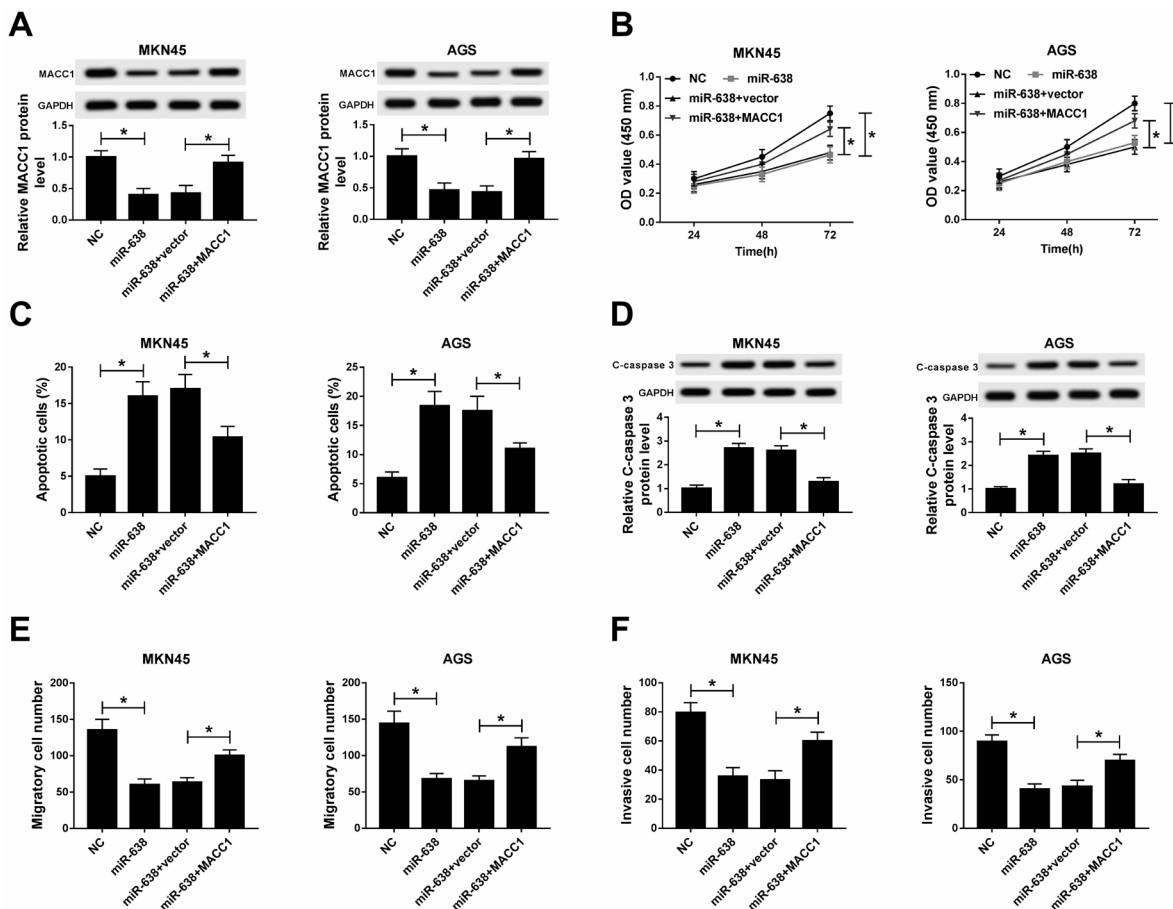 A
MKN45
MACC1
GAPDH
Relative MACC1 protein
level
1.5
1.0
0.5
0.0
*
*
NC
miR-638
miR-638+vector
miR-638+MACC1
AGS
MACC1
GAPDH
Relative MACC1 protein
level
1.5
1.0
0.5
0.0
*
*
NC
miR-638
miR-638+vector
miR-638+MACC1
B
MKN45
OD value (450 nm)
1.0
0.8
0.6
0.4
0.2
0.0
NC
miR-638
miR-638+vector
miR-638+MACC1
*
*
24
48
72
Time(h)
AGS
OD value (450 nm)
1.0
0.8
0.6
0.4
0.2
0.0
NC
miR-638
miR-638+vector
miR-638+MACC1
*
24
48
72
Time(h)
C
MKN45
Apoptotic cells (%)
20
15
10
5
0
*
*
NC
miR-638
miR-638+vector
miR-638+MACC1
AGS
Apoptotic cells (%)
25
20
15
10
5
0
*
*
NC
miR-638
miR-638+vector
miR-638+MACC1
D
MKN45
C-caspase 3
GAPDH
Relative C-caspase 3
protein level
4
3
2
1
0
*
*
NC
miR-638
miR-638+vector
miR-638+MACC1
AGS
C-caspase 3
GAPDH
Relative C-caspase 3
protein level
4
3
2
1
0
*
*
NC
miR-638
miR-638+vector
miR-638+MACC1
E
MKN45
Migratory cell number
200
150
100
50
0
*
*
NC
miR-638
miR-638+vector
miR-638+MACC1
AGS
Migratory cell number
200
150
100
50
0
*
*
NC
miR-638
miR-638+vector
miR-638+MACC1
F
MKN45
Invasive cell number
100
80
60
40
20
0
*
*
NC
miR-638
miR-638+vector
miR-638+MACC1
AGS
Invasive cell number
150
100
50
0
*
*
NC
miR-638
miR-638+vector
miR-638+MACC1